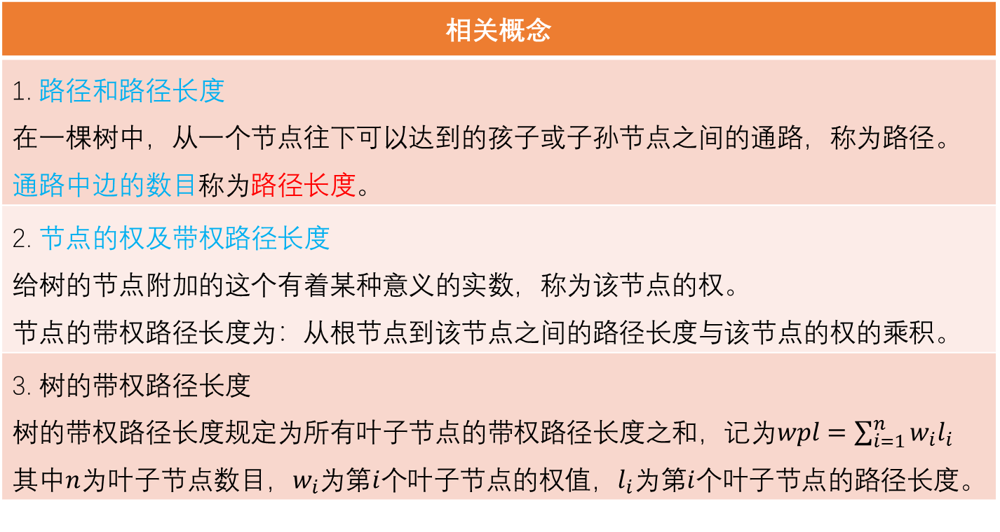 相关概念
1. 路径和路径长度
在一棵树中，从一个节点往下可以达到的孩子或子孙节点之间的通路，称为路径。
通路中边的数目称为路径长度。
2. 节点的权及带权路径长度
给树的节点附加的这个有着某种意义的实数，称为该节点的权。
节点的带权路径长度为：从根节点到该节点之间的路径长度与该节点的权的乘积。
3. 树的带权路径长度
树的带权路径长度规定为所有叶子节点的带权路径长度之和，记为$wpl = \sum_{i=1}^{n} w_i l_i$
其中$n$为叶子节点数目，$w_i$为第$i$个叶子节点的权值，$l_i$为第$i$个叶子节点的路径长度。